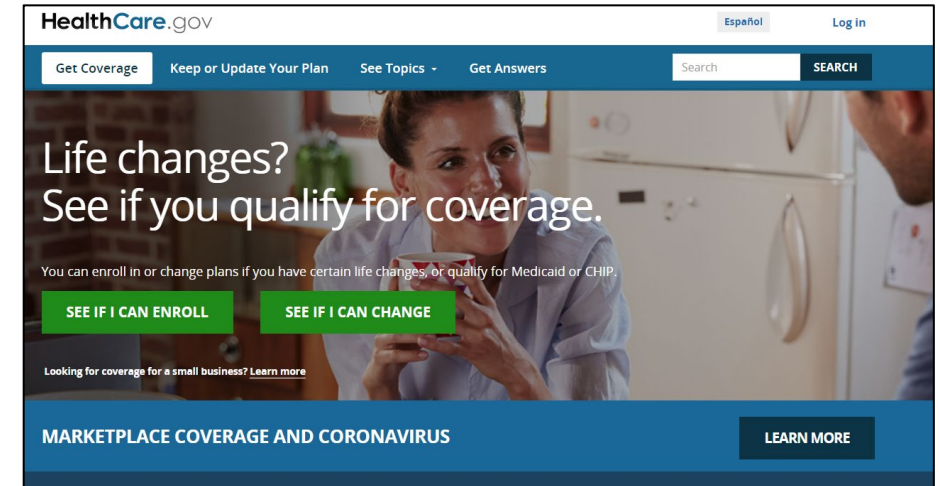 HealthCare.gov
Español
Log in
Get Coverage
Keep or Update Your Plan
See Topics
Get Answers
Search
SEARCH
Life changes?
See if you qualify for coverage.
You can enroll in or change plans if you have certain life changes, or qualify for Medicaid or CHIP.
SEE IF I CAN ENROLL
SEE IF I CAN CHANGE
Looking for coverage for a small business? Learn more
MARKETPLACE COVERAGE AND CORONAVIRUS
LEARN MORE